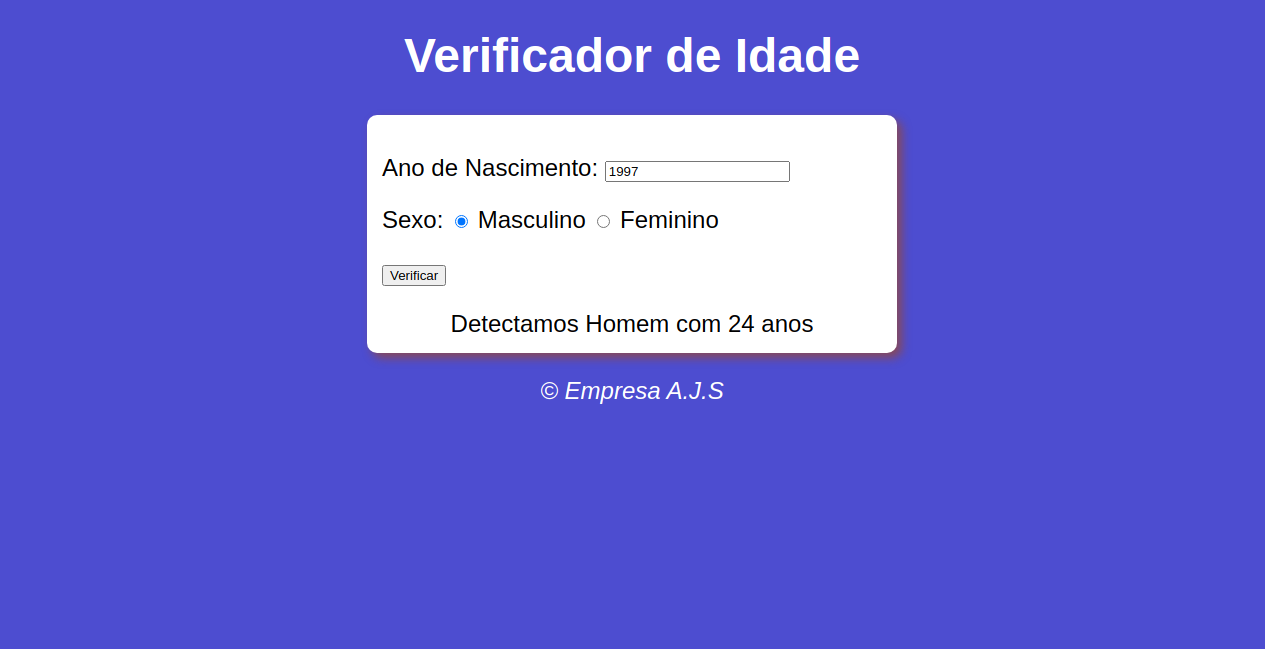 Verificador de Idade
Ano de Nascimento: 1997
Sexo: Masculino Feminino
Verificar
Detectamos Homem com 24 anos
© Empresa A.J.S